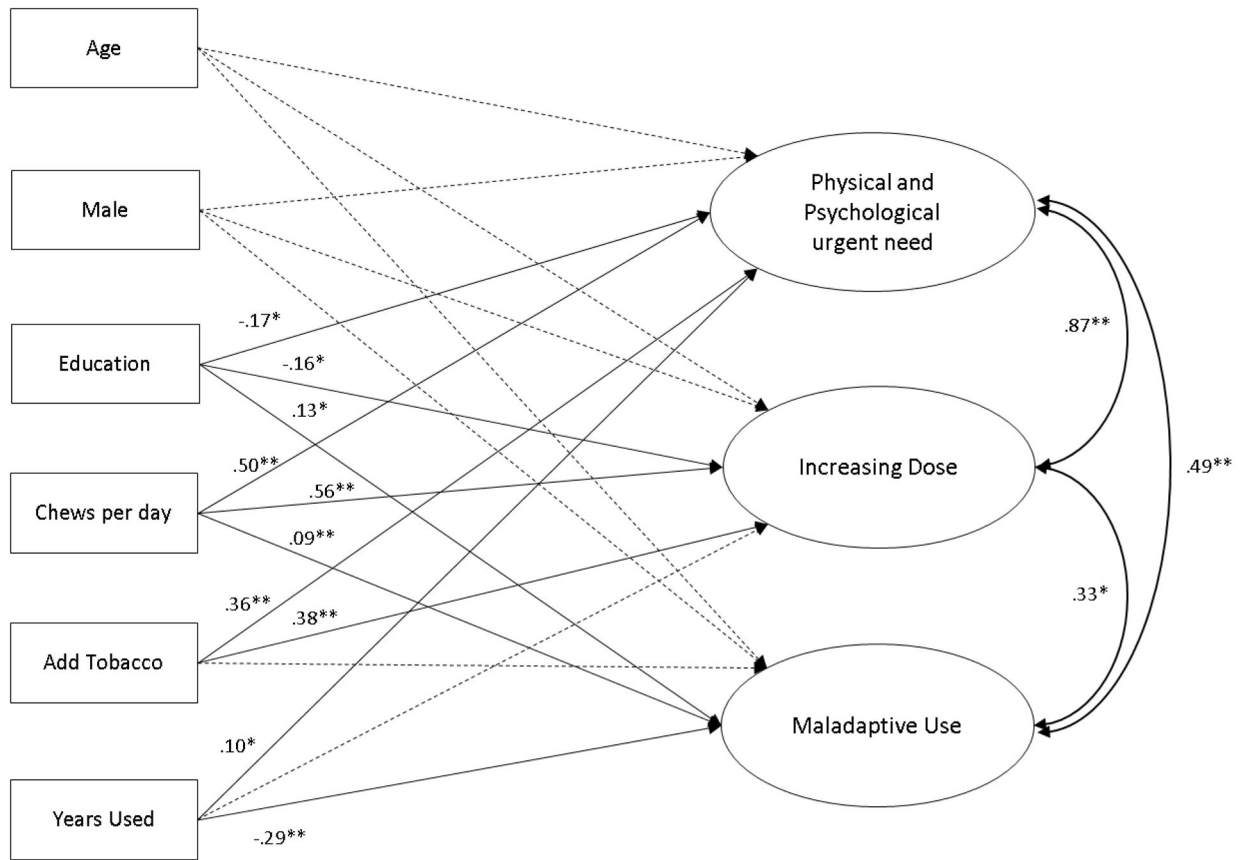 Age
Male
Education
Chews per day
Add Tobacco
Years Used
-.17*
-.16*
.13*
.50**
.56**
.09**
.36**
.38**
.10*
-.29**
Physical and
Psychological
urgent need
Increasing Dose
Maladaptive Use
.87**
.49**
.33*